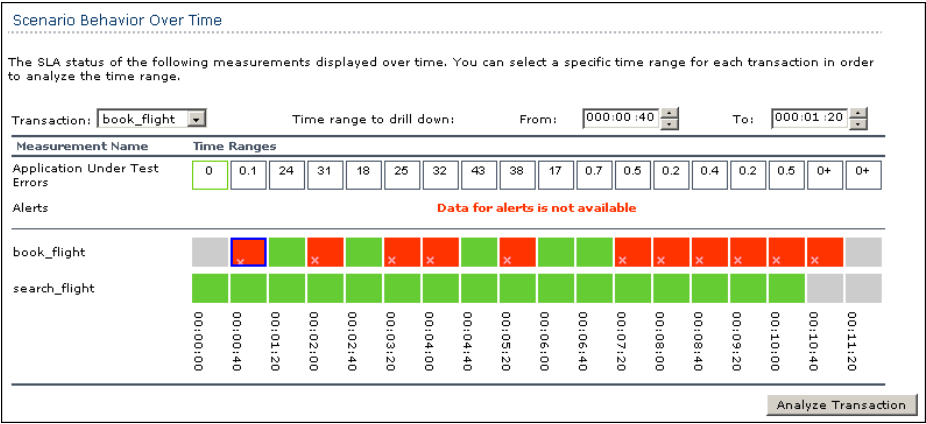 Scenario Behavior Over Time
The SLA status of the following measurements displayed over time. You can select a specific time range for each transaction in order
to analyze the time range.
Transaction: book_flight Time range to drill down: From: 000:00 :40 To: 000:01 :20
Measurement Name Time Ranges
Application Under Test
Errors
0 0.1 24 31 18 25 32 43 38 17 0.7 0.5 0.2 0.4 0.2 0.5 0+ 0+
Alerts Data for alerts is not available
book_flight
search_flight
00:00:00
00:00:40
00:01:20
00:02:00
00:02:40
00:03:20
00:04:00
00:04:40
00:05:20
00:06:00
00:06:40
00:07:20
00:08:00
00:08:40
00:09:20
00:10:00
00:10:40
00:11:20
Analyze Transaction